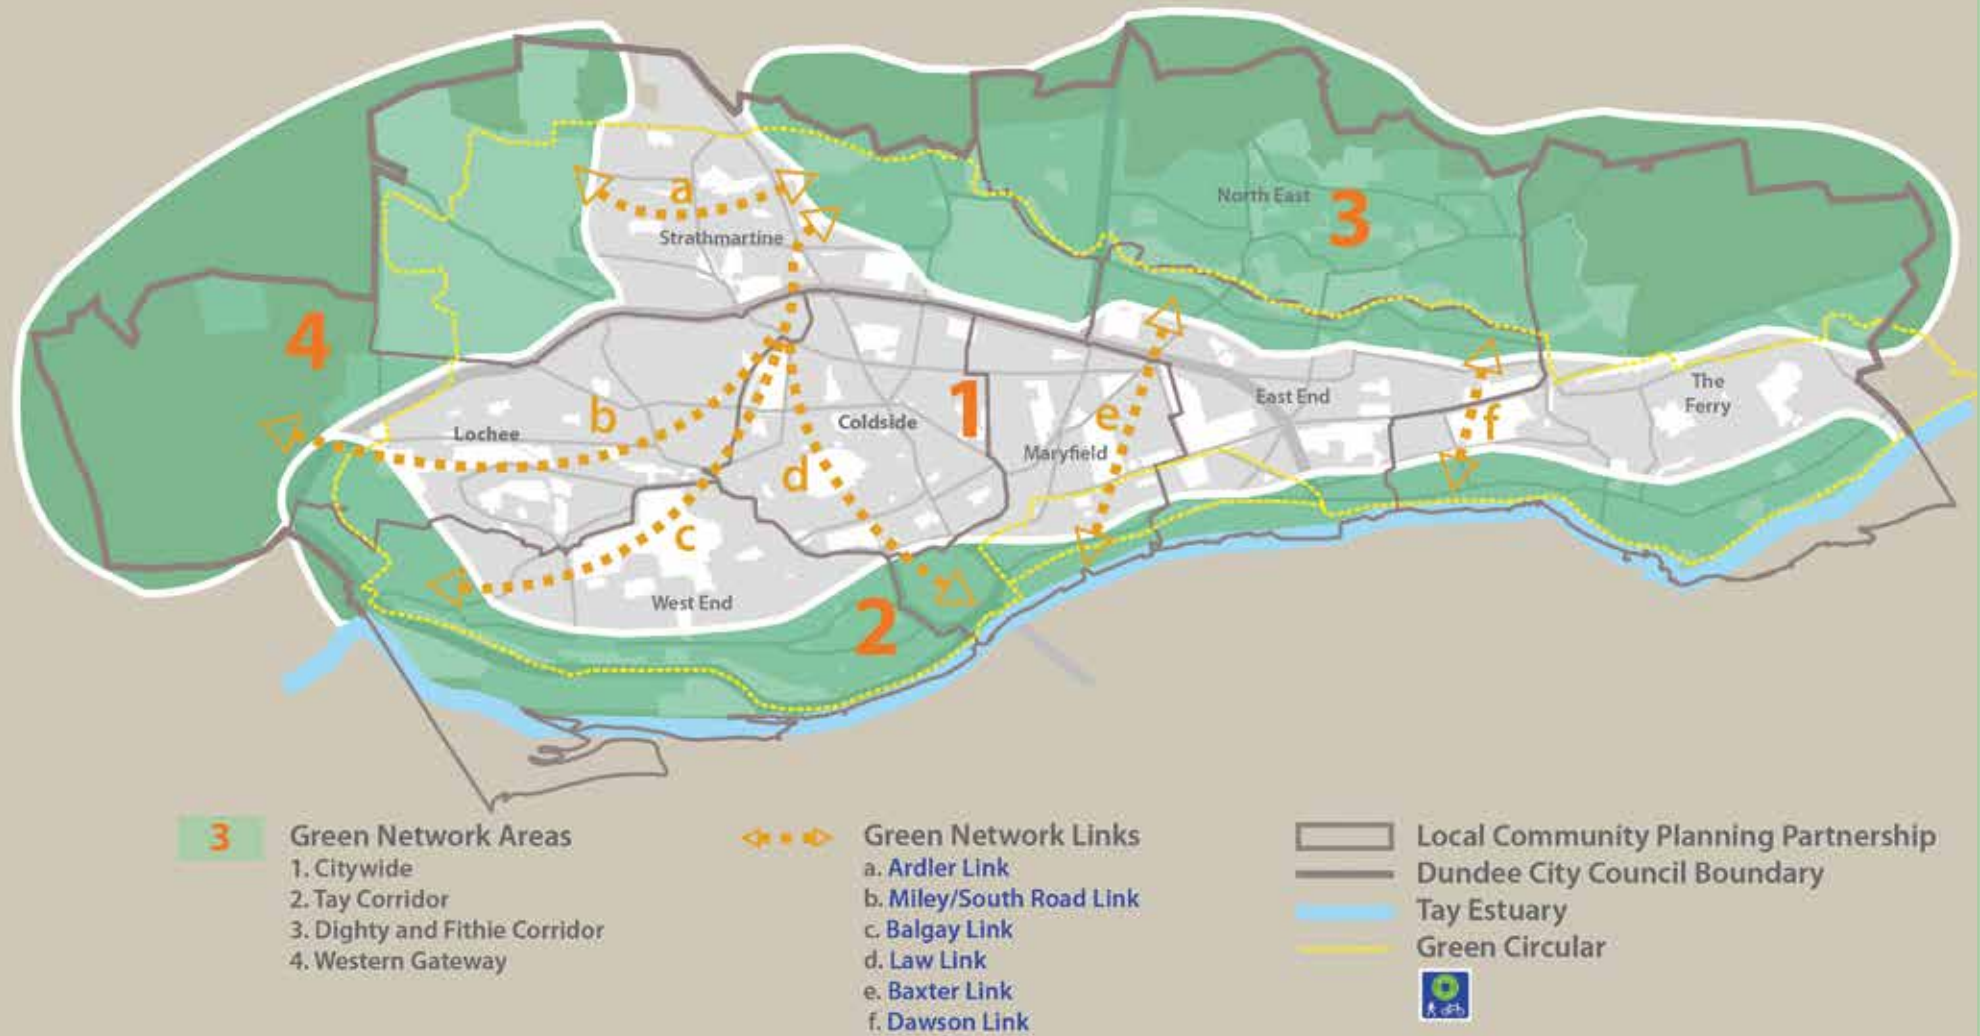 a
Strathmartine
North East
3
4
b
Lochee
Coldside
1
e
Maryfield
East End
f
The
Ferry
d
c
West End
2
3
Green Network Areas
1. Citywide
2. Tay Corridor
3. Dighty and Fithie Corridor
4. Western Gateway
Green Network Links
a. Ardler Link
b. Miley/South Road Link
c. Balgay Link
d. Law Link
e. Baxter Link
f. Dawson Link
Local Community Planning Partnership
Dundee City Council Boundary
Tay Estuary
Green Circular